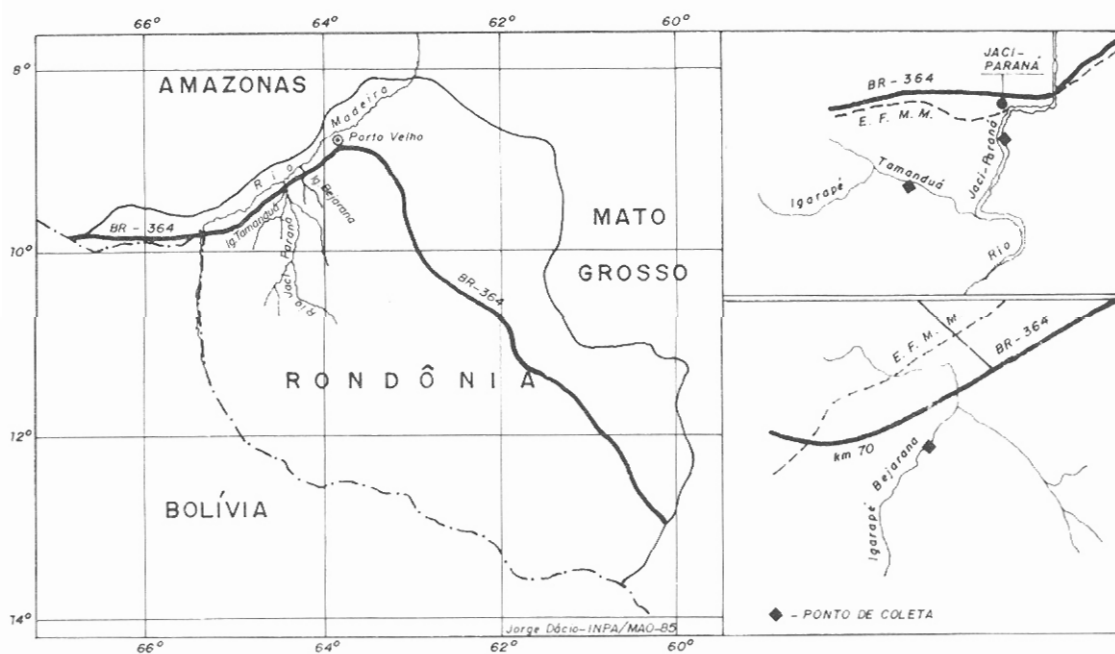 66°
64°
62°
60°
8°
10°
12°
14°
66°
64°
62°
60°
AMAZONAS
Rio Madeira
Porto Velho
Ig. Bejarana
Ig. Tamanduá
Rio Jaci Paraná
BR - 364
BR-364
MATO
GROSSO
RONDÔNIA
BOLÍVIA
Jorge Dácio-INPA/MAO-85
JACI-
PARANÁ
BR-364
E. F. M. M.
Jaci-Paraná
Tamanduá
Igarapé
Rio
E. F. M. M
BR-364
km 70
Bejarana
Igarapé
- PONTO DE COLETA